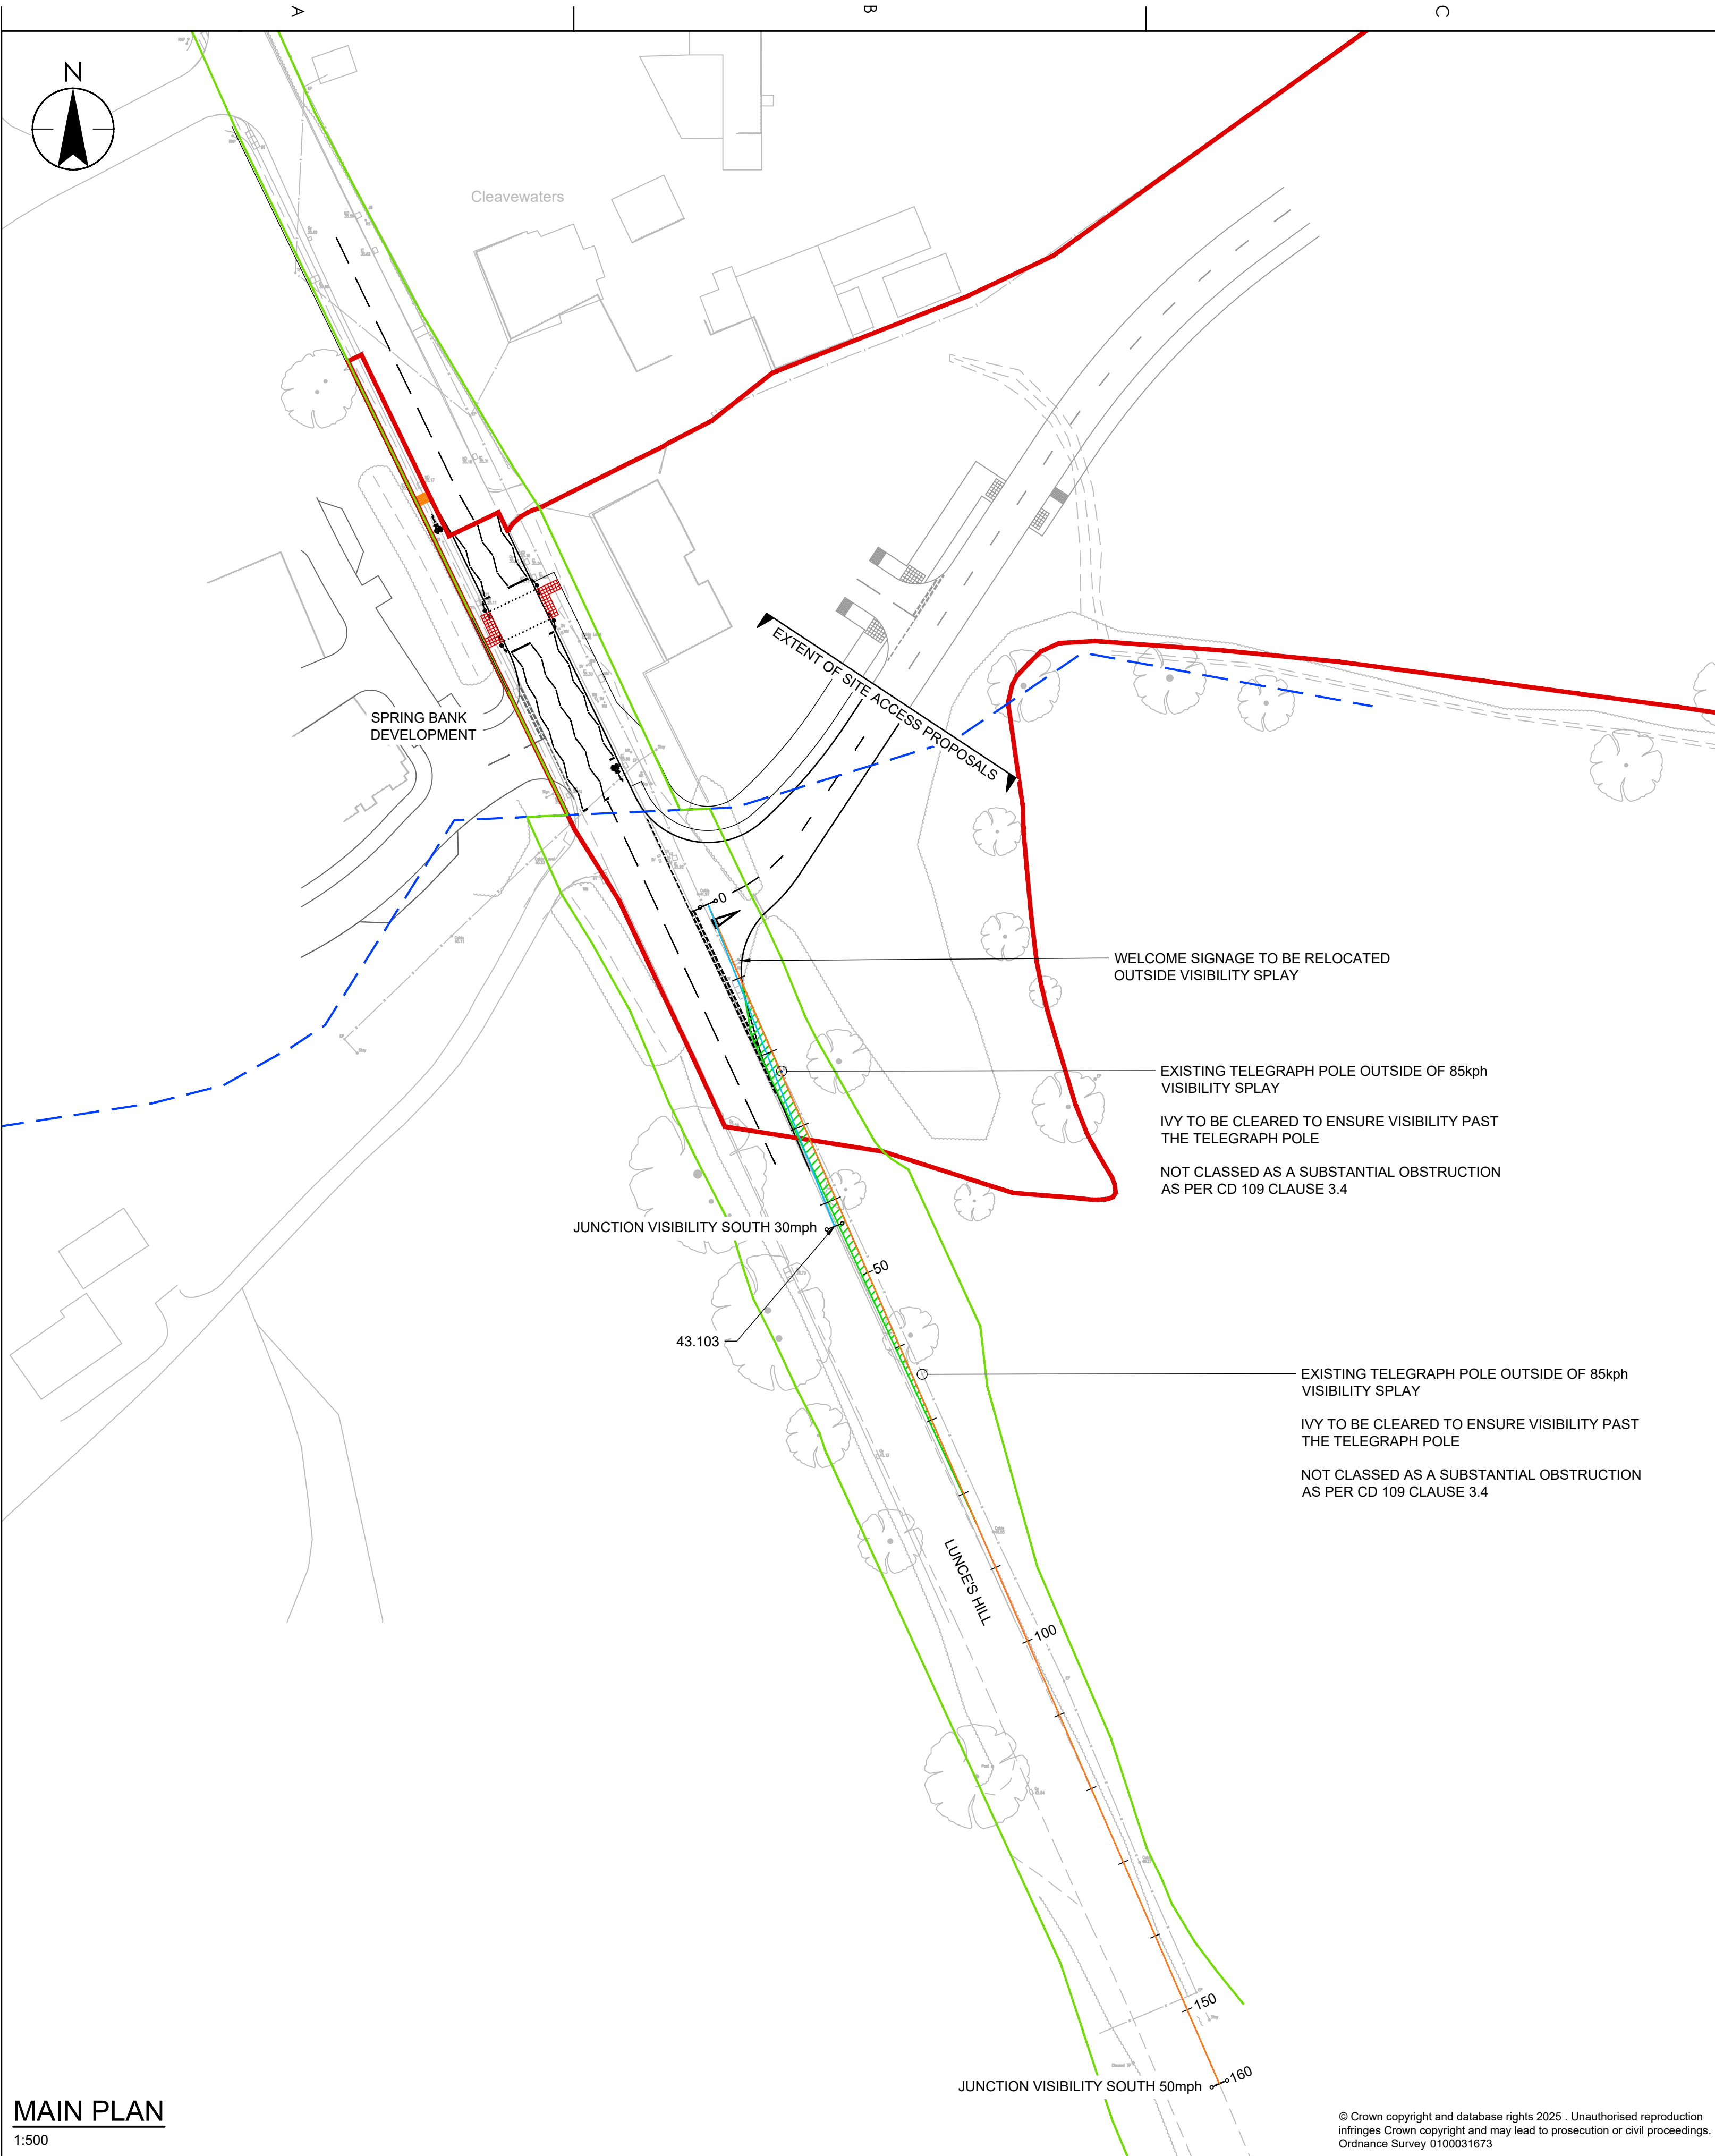 A
B
C
N
Cleavewaters
EXTENT OF SITE ACCESS PROPOSALS
SPRING BANK
DEVELOPMENT
0
WELCOME SIGNAGE TO BE RELOCATED
OUTSIDE VISIBILITY SPLAY
EXISTING TELEGRAPH POLE OUTSIDE OF 85kph
VISIBILITY SPLAY
IVY TO BE CLEARED TO ENSURE VISIBILITY PAST
THE TELEGRAPH POLE
NOT CLASSED AS A SUBSTANTIAL OBSTRUCTION
AS PER CD 109 CLAUSE 3.4
JUNCTION VISIBILITY SOUTH 30mph
50
43.103
EXISTING TELEGRAPH POLE OUTSIDE OF 85kph
VISIBILITY SPLAY
IVY TO BE CLEARED TO ENSURE VISIBILITY PAST
THE TELEGRAPH POLE
NOT CLASSED AS A SUBSTANTIAL OBSTRUCTION
AS PER CD 109 CLAUSE 3.4
LUNCE'S HILL
100
150
160
JUNCTION VISIBILITY SOUTH 50mph
MAIN PLAN
1:500
© Crown copyright and database rights 2025 . Unauthorised reproduction
infringes Crown copyright and may lead to prosecution or civil proceedings.
Ordnance Survey 0100031673